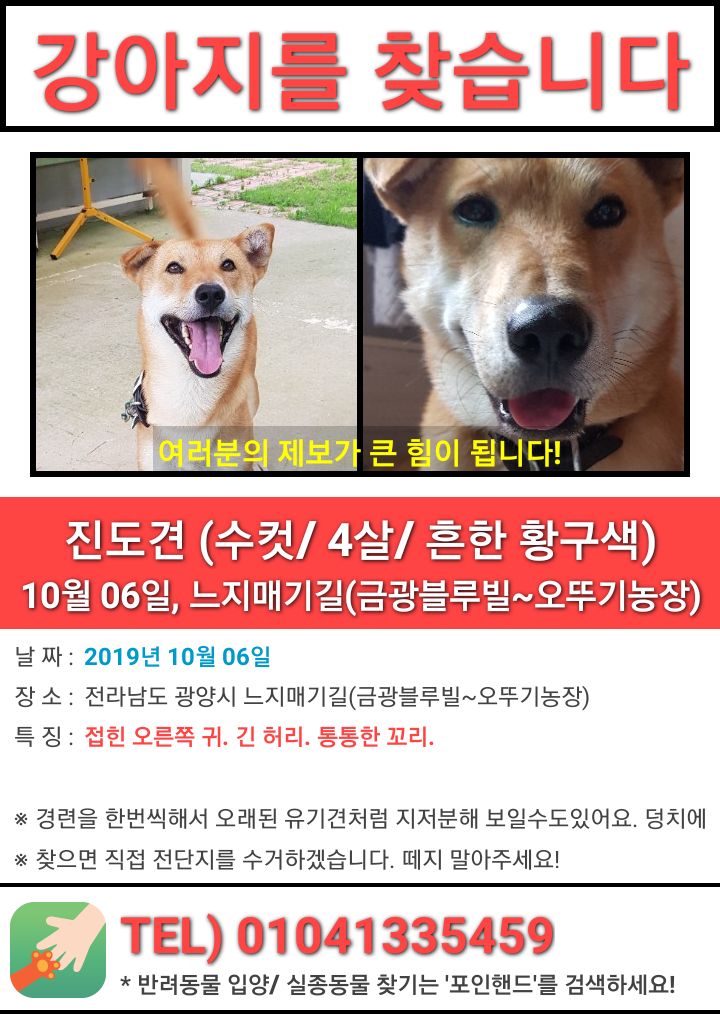 강아지를 찾습니다
여러분의 제보가 큰 힘이 됩니다!
진도견 (수컷/ 4살/ 흔한 황구색)
10월 06일, 느지매기길(금광블루빌~오뚜기농장)
날 짜 : 2019년 10월 06일
장 소 : 전라남도 광양시 느지매기길(금광블루빌~오뚜기농장)
특 징 : 접힌 오른쪽 귀. 긴 허리. 통통한 꼬리.
※ 경련을 한번씩해서 오래된 유기견처럼 지저분해 보일수도있어요. 덩치에
※ 찾으면 직접 전단지를 수거하겠습니다. 떼지 말아주세요!
TEL) 01041335459
* 반려동물 입양/ 실종동물 찾기는 '포인핸드'를 검색하세요!